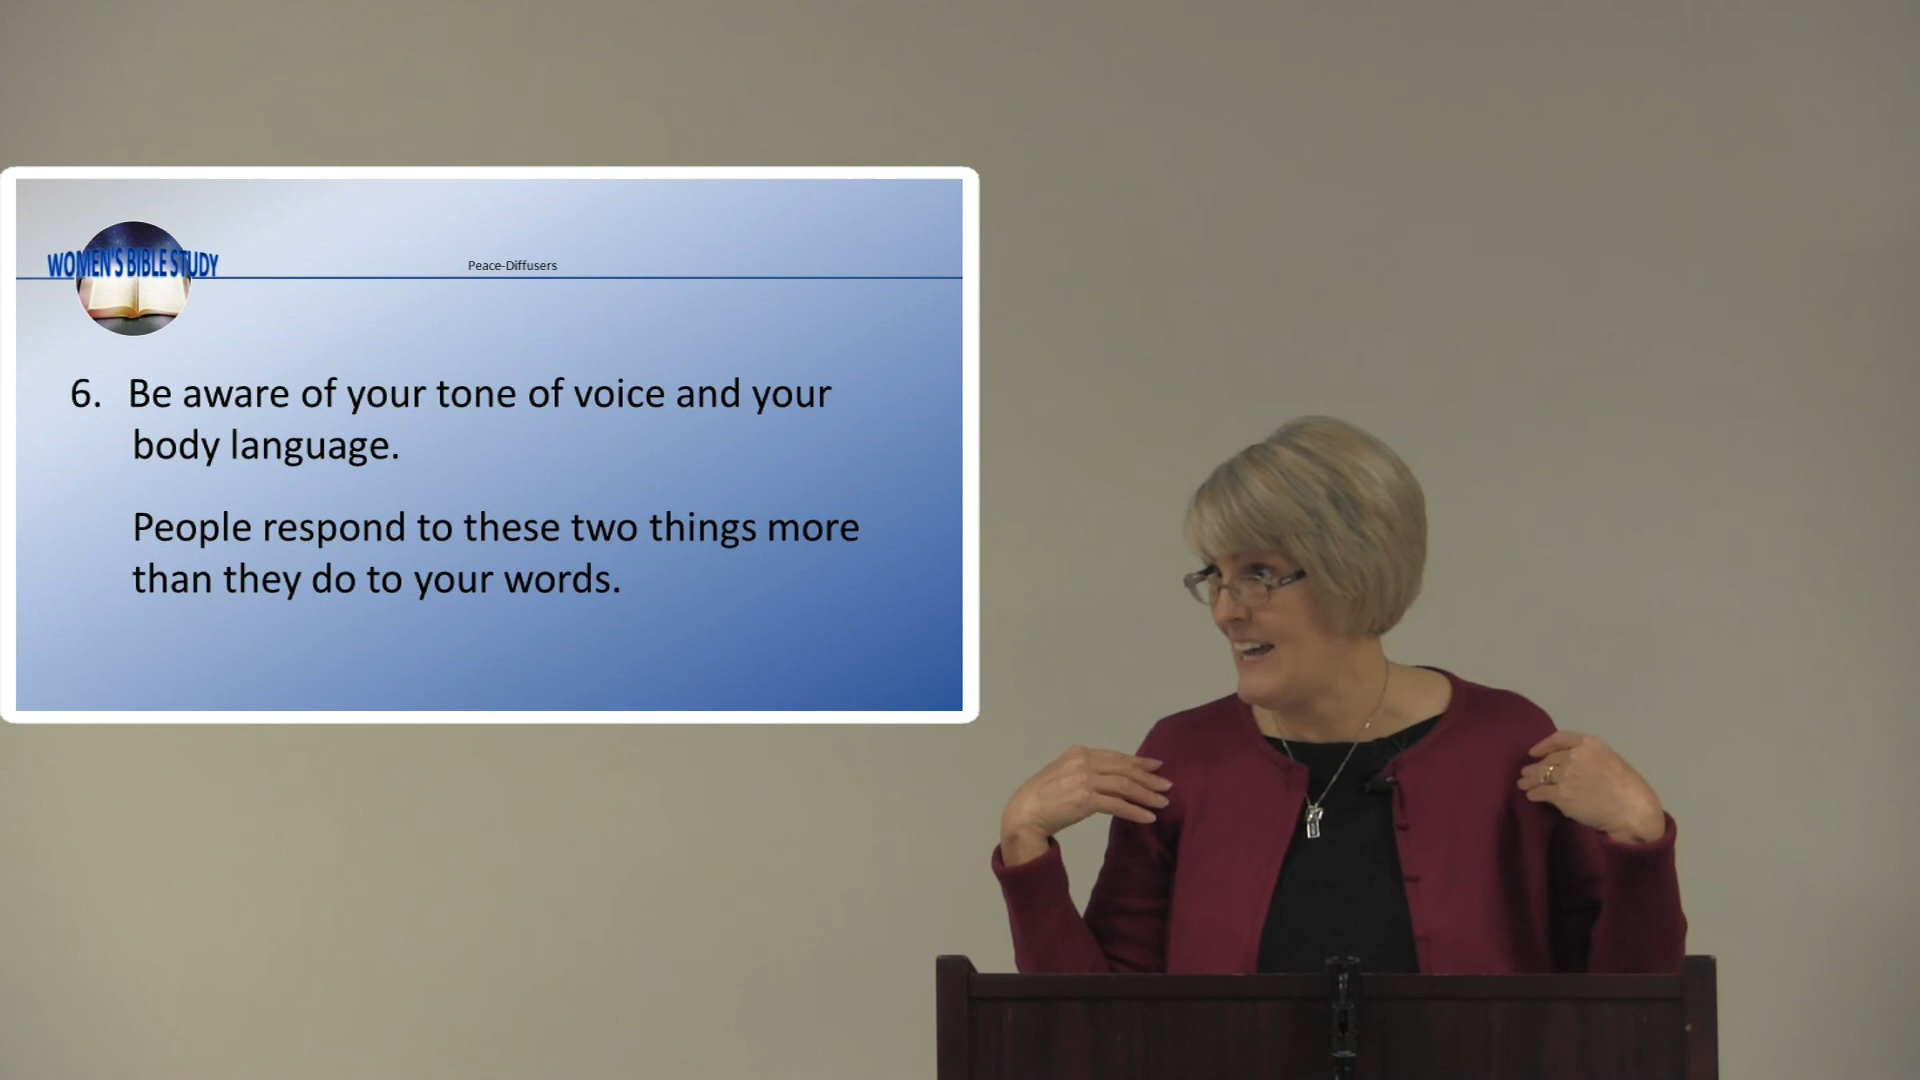 WOMEN'S BIBLE STUDY
Peace-Diffusers
6. Be aware of your tone of voice and your
body language.
People respond to these two things more
than they do to your words.